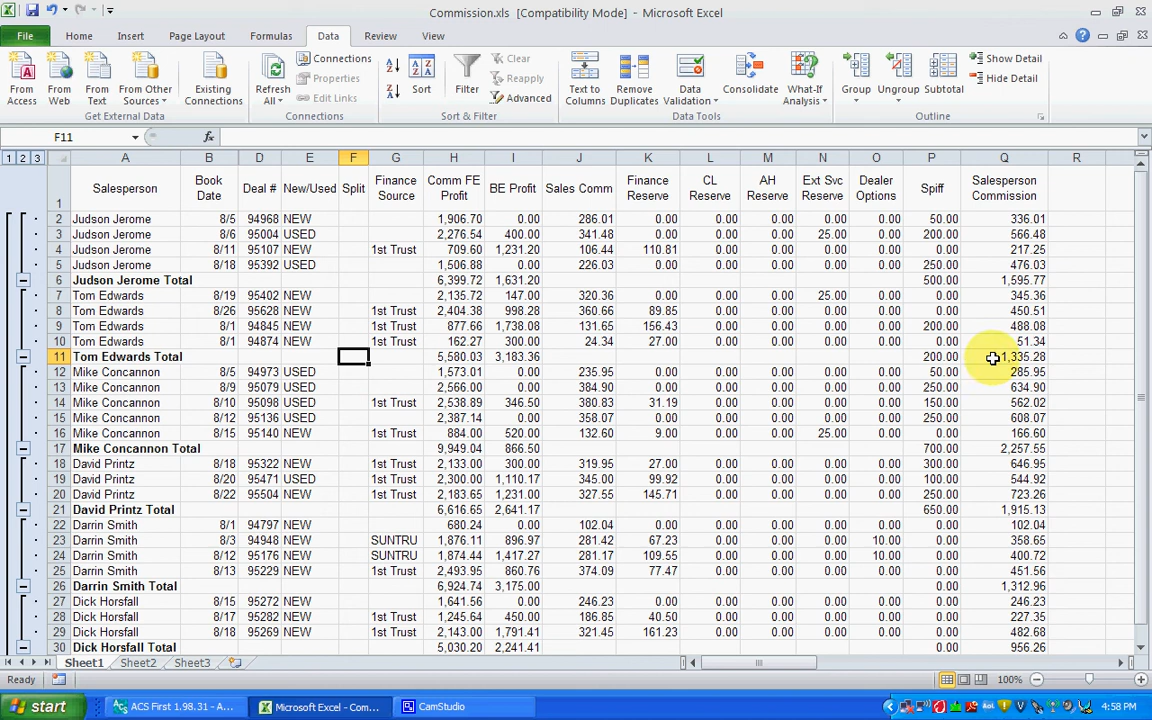 Commission.xls [Compatibility Mode] - Microsoft Excel
File Home Insert Page Layout Formulas Data Review View
From Access From Web From Text From Other Sources Existing Connections Refresh All Connections Properties Edit Links Sort Filter Clear Reapply Advanced Text to Columns Remove Duplicates Data Validation Consolidate What-If Analysis Group Ungroup Subtotal Show Detail Hide Detail
Get External Data Connections Sort & Filter Data Tools Outline
F11 fx
1 2 3 A B D E F G H I J K L M N O P Q R
1 Salesperson Book Date Deal # New/Used Split Finance Source Comm FE Profit BE Profit Sales Comm Finance Reserve CL Reserve AH Reserve Ext Svc Reserve Dealer Options Spiff Salesperson Commission
2 Judson Jerome 8/5 94968 NEW 1,906.70 0.00 286.01 0.00 0.00 0.00 0.00 0.00 50.00 336.01
3 Judson Jerome 8/6 95004 USED 2,276.54 400.00 341.48 0.00 0.00 0.00 25.00 0.00 200.00 566.48
4 Judson Jerome 8/11 95107 NEW 1st Trust 709.60 1,231.20 106.44 110.81 0.00 0.00 0.00 0.00 0.00 217.25
5 Judson Jerome 8/18 95392 USED 1,506.88 0.00 226.03 0.00 0.00 0.00 0.00 0.00 250.00 476.03
6 Judson Jerome Total 6,399.72 1,631.20 500.00 1,595.77
7 Tom Edwards 8/19 95402 NEW 2,135.72 147.00 320.36 0.00 0.00 0.00 25.00 0.00 0.00 345.36
8 Tom Edwards 8/26 95628 NEW 1st Trust 2,404.38 998.28 360.66 89.85 0.00 0.00 0.00 0.00 0.00 450.51
9 Tom Edwards 8/1 94845 NEW 1st Trust 877.66 1,738.08 131.65 156.43 0.00 0.00 0.00 0.00 200.00 488.08
10 Tom Edwards 8/1 94874 NEW 1st Trust 162.27 300.00 24.34 27.00 0.00 0.00 0.00 0.00 0.00 51.34
11 Tom Edwards Total 5,580.03 3,183.36 200.00 1,335.28
12 Mike Concannon 8/5 94973 USED 1,573.01 0.00 235.95 0.00 0.00 0.00 0.00 0.00 50.00 285.95
13 Mike Concannon 8/9 95079 USED 2,566.00 0.00 384.90 0.00 0.00 0.00 0.00 0.00 250.00 634.90
14 Mike Concannon 8/10 95098 USED 1st Trust 2,538.89 346.50 380.83 31.19 0.00 0.00 0.00 0.00 150.00 562.02
15 Mike Concannon 8/12 95136 USED 2,387.14 0.00 358.07 0.00 0.00 0.00 0.00 0.00 250.00 608.07
16 Mike Concannon 8/15 95140 NEW 1st Trust 884.00 520.00 132.60 9.00 0.00 0.00 25.00 0.00 0.00 166.60
17 Mike Concannon Total 9,949.04 866.50 700.00 2,257.55
18 David Printz 8/18 95322 NEW 1st Trust 2,133.00 300.00 319.95 27.00 0.00 0.00 0.00 0.00 300.00 646.95
19 David Printz 8/20 95471 USED 1st Trust 2,300.00 1,110.17 345.00 99.92 0.00 0.00 0.00 0.00 100.00 544.92
20 David Printz 8/22 95504 NEW 1st Trust 2,183.65 1,231.00 327.55 145.71 0.00 0.00 0.00 0.00 250.00 723.26
21 David Printz Total 6,616.65 2,641.17 650.00 1,915.13
22 Darrin Smith 8/1 94797 NEW 680.24 0.00 102.04 0.00 0.00 0.00 0.00 0.00 0.00 102.04
23 Darrin Smith 8/3 94948 NEW SUNTRU 1,876.11 896.97 281.42 67.23 0.00 0.00 0.00 10.00 0.00 358.65
24 Darrin Smith 8/12 95176 NEW SUNTRU 1,874.44 1,417.27 281.17 109.55 0.00 0.00 0.00 10.00 0.00 400.72
25 Darrin Smith 8/13 95229 NEW 1st Trust 2,493.95 860.76 374.09 77.47 0.00 0.00 0.00 0.00 0.00 451.56
26 Darrin Smith Total 6,924.74 3,175.00 0.00 1,312.96
27 Dick Horsfall 8/15 95272 NEW 1,641.56 0.00 246.23 0.00 0.00 0.00 0.00 0.00 0.00 246.23
28 Dick Horsfall 8/17 95282 NEW 1st Trust 1,245.64 450.00 186.85 40.50 0.00 0.00 0.00 0.00 0.00 227.35
29 Dick Horsfall 8/18 95269 NEW 1st Trust 2,143.00 1,791.41 321.45 161.23 0.00 0.00 0.00 0.00 0.00 482.68
30 Dick Horsfall Total 5,030.20 2,241.41 0.00 956.26
Sheet1 Sheet2 Sheet3
Ready 100%
start ACS First 1.98.31 - A... Microsoft Excel - Com... CamStudio 4:58 PM